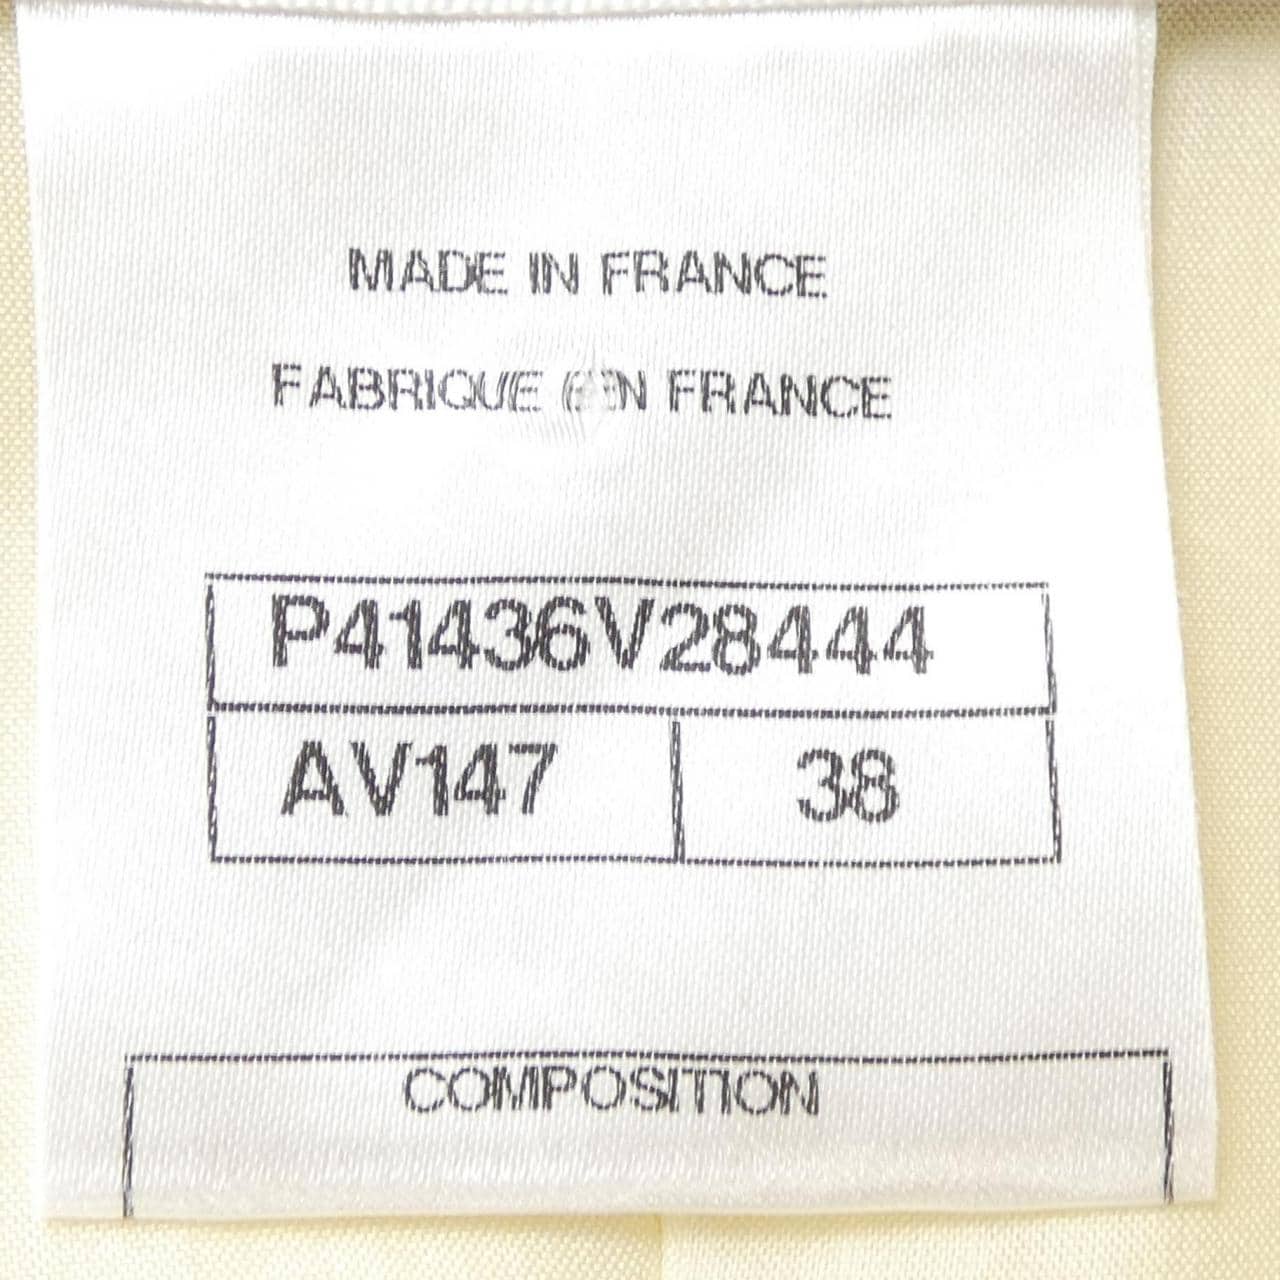 MADE IN FRANCE
FABRIQUE EN FRANCE
P41436V28444
AV147 38
COMPOSITION